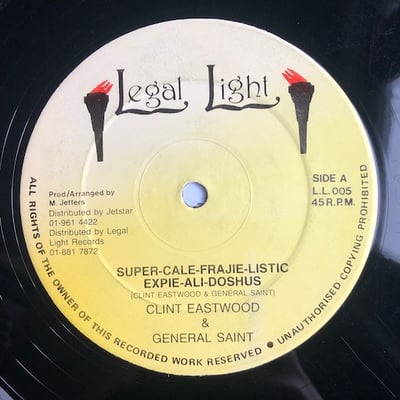 Legal Light
Prod/Arranged by
M. Jeffers
Distributed by Jetstar
01-961 4422
Distributed by Legal
Light Records
01-881 7872
SIDE A
L.L. 005
45 R.P.M.
SUPER-CALE-FRAJIE-LISTIC
EXPIE-ALI-DOSHUS
(CLINT EASTWOOD & GENERAL SAINT)
CLINT EASTWOOD
&
GENERAL SAINT
ALL RIGHTS OF THE OWNER OF THIS RECORDED WORK RESERVED • UNAUTHORISED COPYING PROHIBITED